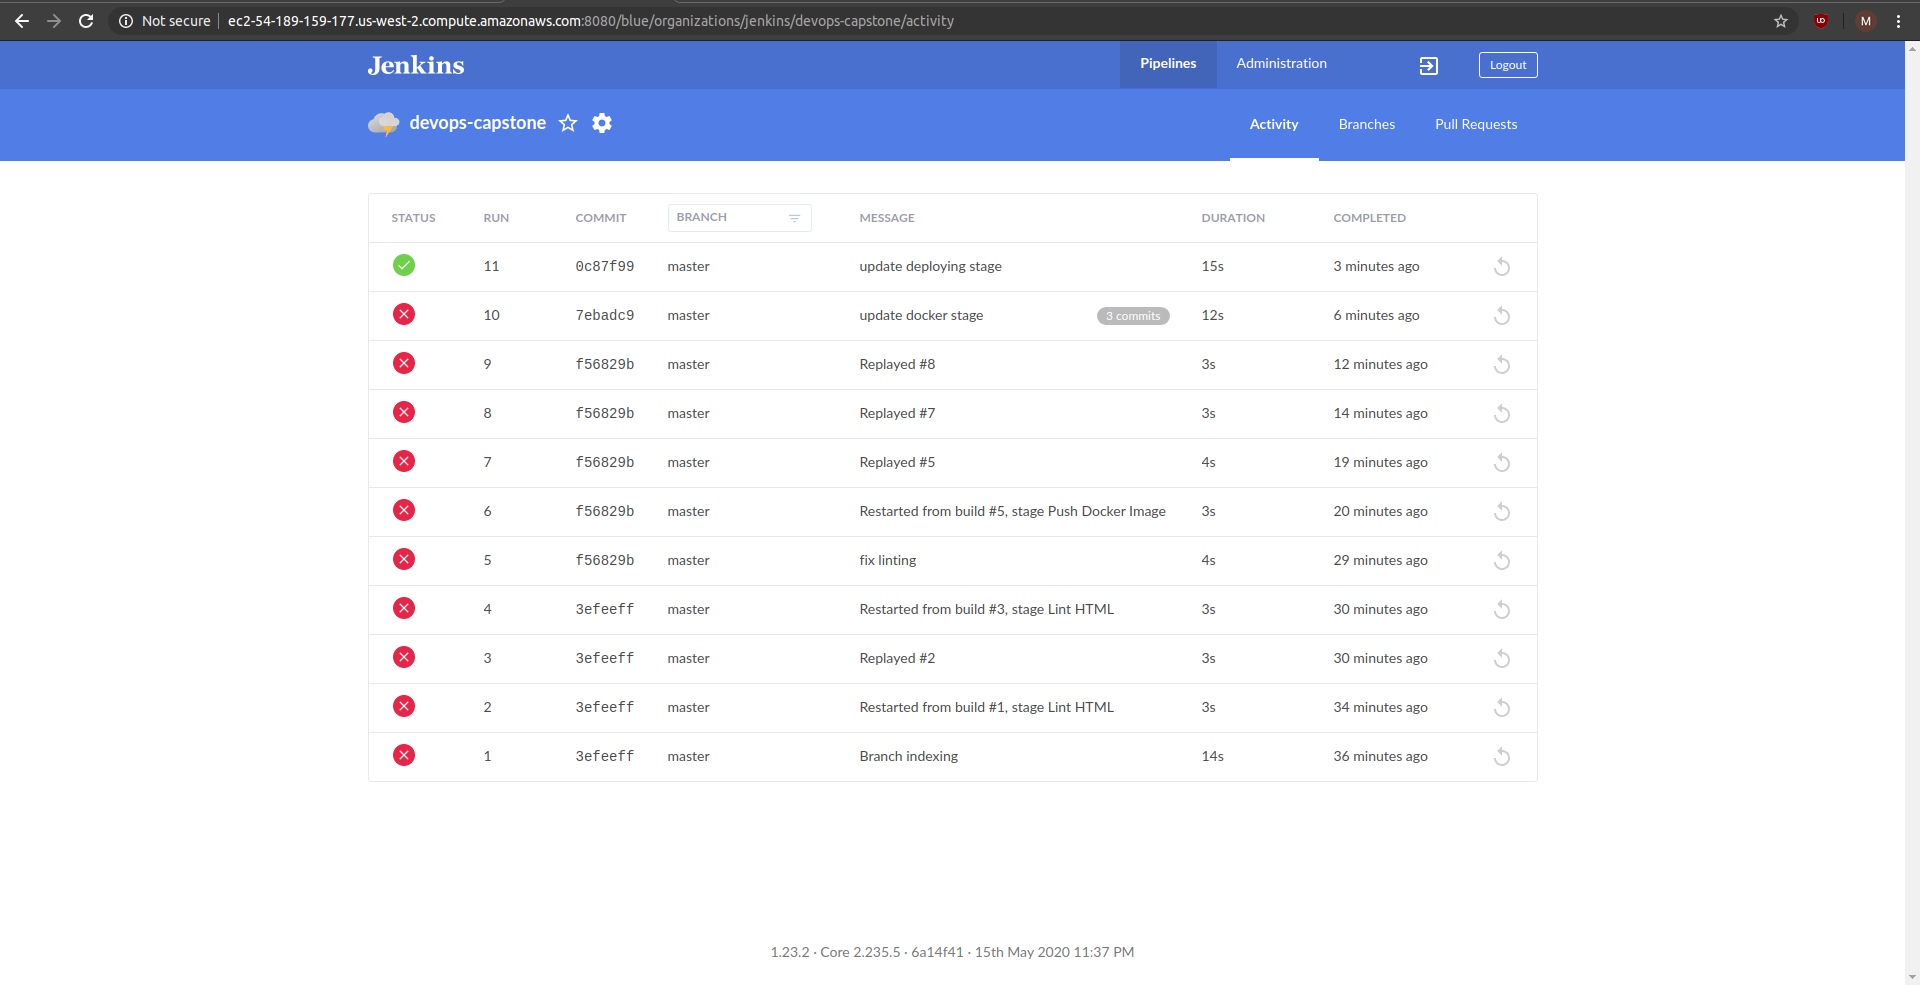 Not secure ec2-54-189-159-177.us-west-2.compute.amazonaws.com:8080/blue/organizations/jenkins/devops-capstone/activity UD M
Jenkins Pipelines Administration Logout
devops-capstone Activity Branches Pull Requests
STATUS RUN COMMIT BRANCH MESSAGE DURATION COMPLETED
11 0c87f99 master update deploying stage 15s 3 minutes ago
10 7ebadc9 master update docker stage 3 commits 12s 6 minutes ago
9 f56829b master Replayed #8 3s 12 minutes ago
8 f56829b master Replayed #7 3s 14 minutes ago
7 f56829b master Replayed #5 4s 19 minutes ago
6 f56829b master Restarted from build #5, stage Push Docker Image 3s 20 minutes ago
5 f56829b master fix linting 4s 29 minutes ago
4 3efeeff master Restarted from build #3, stage Lint HTML 3s 30 minutes ago
3 3efeeff master Replayed #2 3s 30 minutes ago
2 3efeeff master Restarted from build #1, stage Lint HTML 3s 34 minutes ago
1 3efeeff master Branch indexing 14s 36 minutes ago
1.23.2 · Core 2.235.5 · 6a14f41 · 15th May 2020 11:37 PM